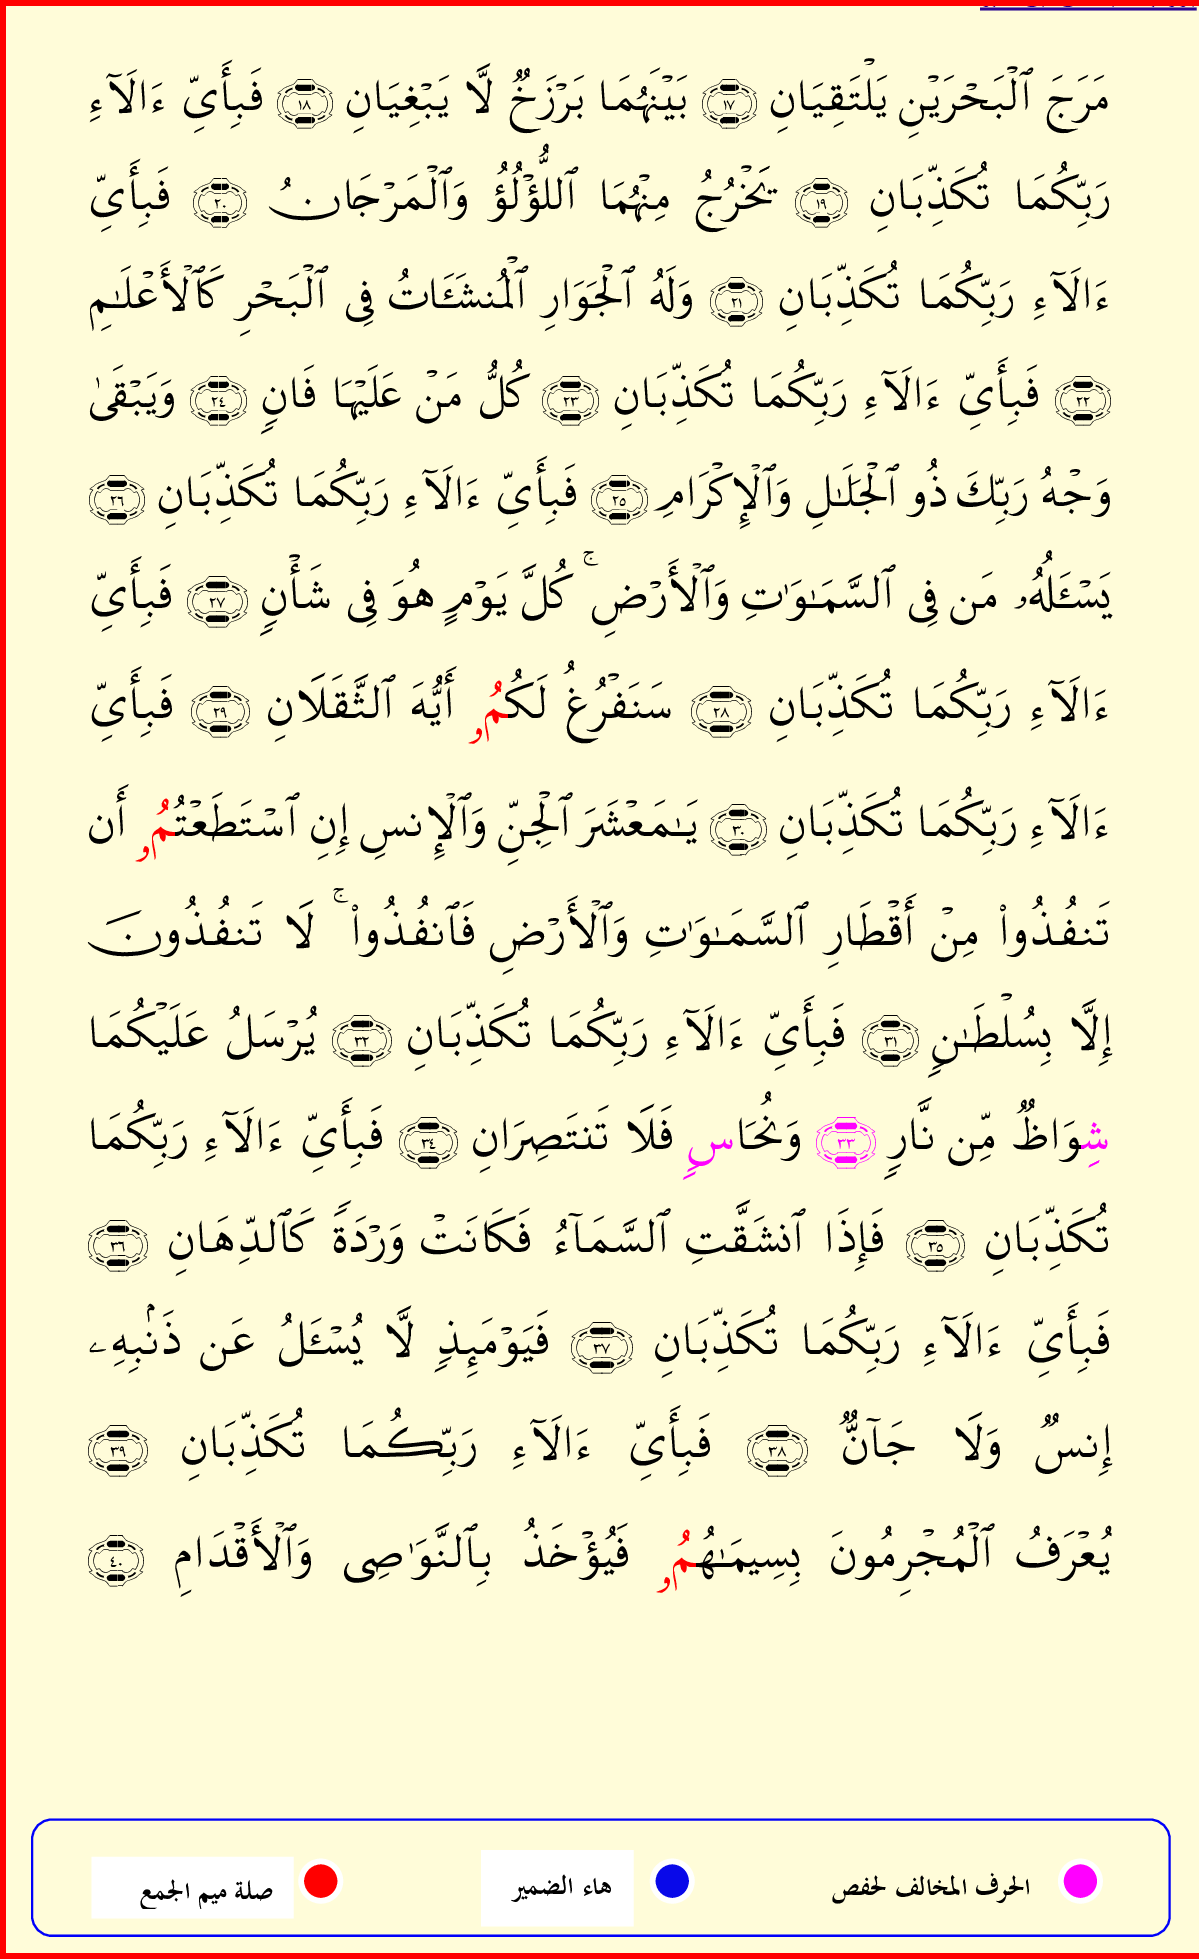 مَرَجَ ٱلْبَحْرَيْنِ يَلْتَقِيَانِ ١٧ بَيْنَهُمَا بَرْزَخٌ لَّا يَبْغِيَانِ ١٨ فَبِأَىِّ ءَالَآءِ
رَبِّكُمَا تُكَذِّبَانِ ١٩ يَخْرُجُ مِنْهُمَا ٱللُّؤْلُؤُ وَٱلْمَرْجَانُ ٢٠ فَبِأَىِّ
ءَالَآءِ رَبِّكُمَا تُكَذِّبَانِ ٢١ وَلَهُ ٱلْجَوَارِ ٱلْمُنشَـَٔاتُ فِى ٱلْبَحْرِ كَٱلْأَعْلَـٰمِ
٢٢ فَبِأَىِّ ءَالَآءِ رَبِّكُمَا تُكَذِّبَانِ ٢٣ كُلُّ مَنْ عَلَيْهَا فَانٍ ٢٤ وَيَبْقَىٰ
وَجْهُ رَبِّكَ ذُو ٱلْجَلَـٰلِ وَٱلْإِكْرَامِ ٢٥ فَبِأَىِّ ءَالَآءِ رَبِّكُمَا تُكَذِّبَانِ ٢٦
يَسْـَٔلُهُۥ مَن فِى ٱلسَّمَـٰوَٰتِ وَٱلْأَرْضِ ۚ كُلَّ يَوْمٍ هُوَ فِى شَأْنٍ ٢٧ فَبِأَىِّ
ءَالَآءِ رَبِّكُمَا تُكَذِّبَانِ ٢٨ سَنَفْرُغُ لَكُمُۥ أَيُّهَ ٱلثَّقَلَانِ ٢٩ فَبِأَىِّ
ءَالَآءِ رَبِّكُمَا تُكَذِّبَانِ ٣٠ يَـٰمَعْشَرَ ٱلْجِنِّ وَٱلْإِنسِ إِنِ ٱسْتَطَعْتُمُۥ أَن
تَنفُذُوا۟ مِنْ أَقْطَارِ ٱلسَّمَـٰوَٰتِ وَٱلْأَرْضِ فَٱنفُذُوا۟ ۚ لَا تَنفُذُونَ
إِلَّا بِسُلْطَـٰنٍ ٣١ فَبِأَىِّ ءَالَآءِ رَبِّكُمَا تُكَذِّبَانِ ٣٢ يُرْسَلُ عَلَيْكُمَا
شِوَاظٌ مِّن نَّارٍ ٣٣ وَنُحَاسٍ فَلَا تَنتَصِرَانِ ٣٤ فَبِأَىِّ ءَالَآءِ رَبِّكُمَا
تُكَذِّبَانِ ٣٥ فَإِذَا ٱنشَقَّتِ ٱلسَّمَآءُ فَكَانَتْ وَرْدَةً كَٱلدِّهَانِ ٣٦
فَبِأَىِّ ءَالَآءِ رَبِّكُمَا تُكَذِّبَانِ ٣٧ فَيَوْمَئِذٍ لَّا يُسْـَٔلُ عَن ذَنۢبِهِۦ
إِنسٌ وَلَا جَآنٌّ ٣٨ فَبِأَىِّ ءَالَآءِ رَبِّكُمَا تُكَذِّبَانِ ٣٩
يُعْرَفُ ٱلْمُجْرِمُونَ بِسِيمَـٰهُمُۥ فَيُؤْخَذُ بِٱلنَّوَٰصِى وَٱلْأَقْدَامِ ٤٠
الحرف المخالف لحفص هاء الضمير صلة ميم الجمع